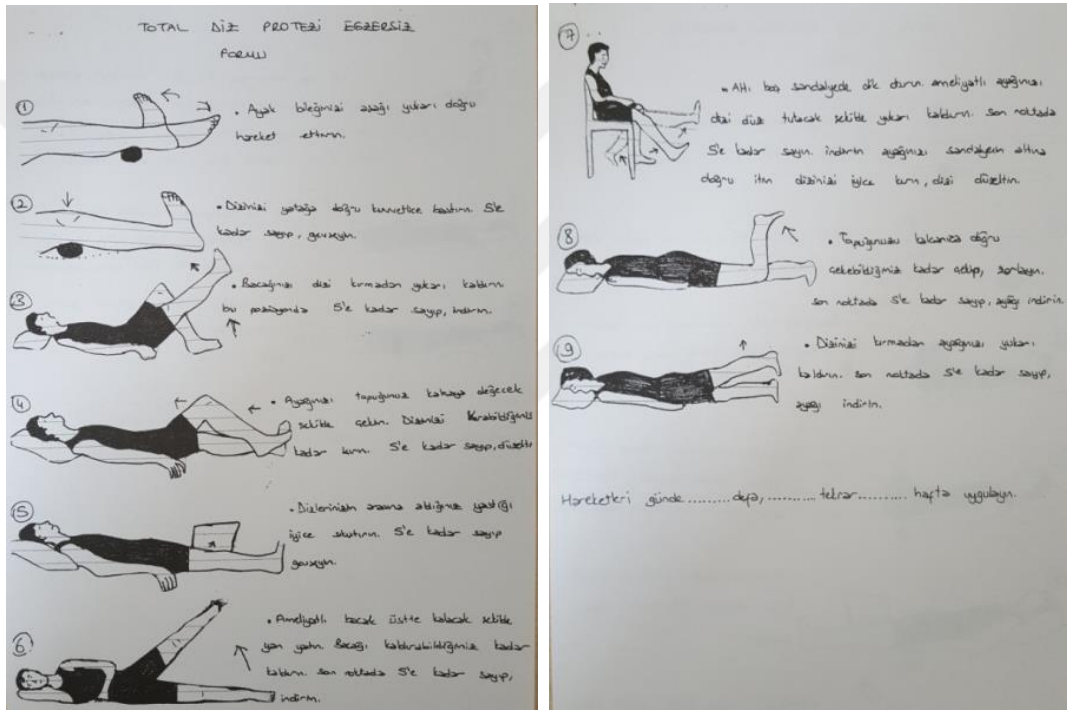 TOTAL DİZ PROTEZİ EGZERSİZ
FORMU
1
• Ayak bileğinizi aşağı yukarı doğru
hareket ettirin.
2
• Dizinizi yatağa doğru kuvvetlice bastırın. 5'e
kadar sayıp, gevşeyin.
3
• Bacağınızı dizi kırmadan yukarı kaldırın
bu pozisyonda 5'e kadar sayıp, indirin.
4
• Ayağınızı topuğunuz kalçaya değecek
şekilde çekin. Dizinizi kırabildiğiniz
kadar kırın. 5'e kadar sayıp, düzeltin
5
• Dizlerinizin arasına aldığınız yastığı
iyice sıkıştırın. 5'e kadar sayıp
gevşeyin.
6
• Ameliyatlı bacak üstte kalacak şekilde
yan yatın. Bacağı kaldırabildiğiniz kadar
kaldırın. son noktada 5'e kadar sayıp,
indirin.
7
• Altı boş sandalyede dik durun. ameliyatlı ayağınızı
dizi düz tutacak şekilde yukarı kaldırın. son noktada
5'e kadar sayın. indirin ayağınızı sandalyenin altına
doğru itin dizinizi iyice kırın, dizi düzeltin.
8
• Topuğunuzu kalçanıza doğru
çekebildiğiniz kadar çekip, zorlayın.
son noktada 5'e kadar sayıp, ayağı indirin.
9
• Dizinizi kırmadan ayağınızı yukarı
kaldırın. son noktada 5'e kadar sayıp,
ayağı indirin.
Hareketleri günde ......... defa, .......... tekrar ......... hafta uygulayın.